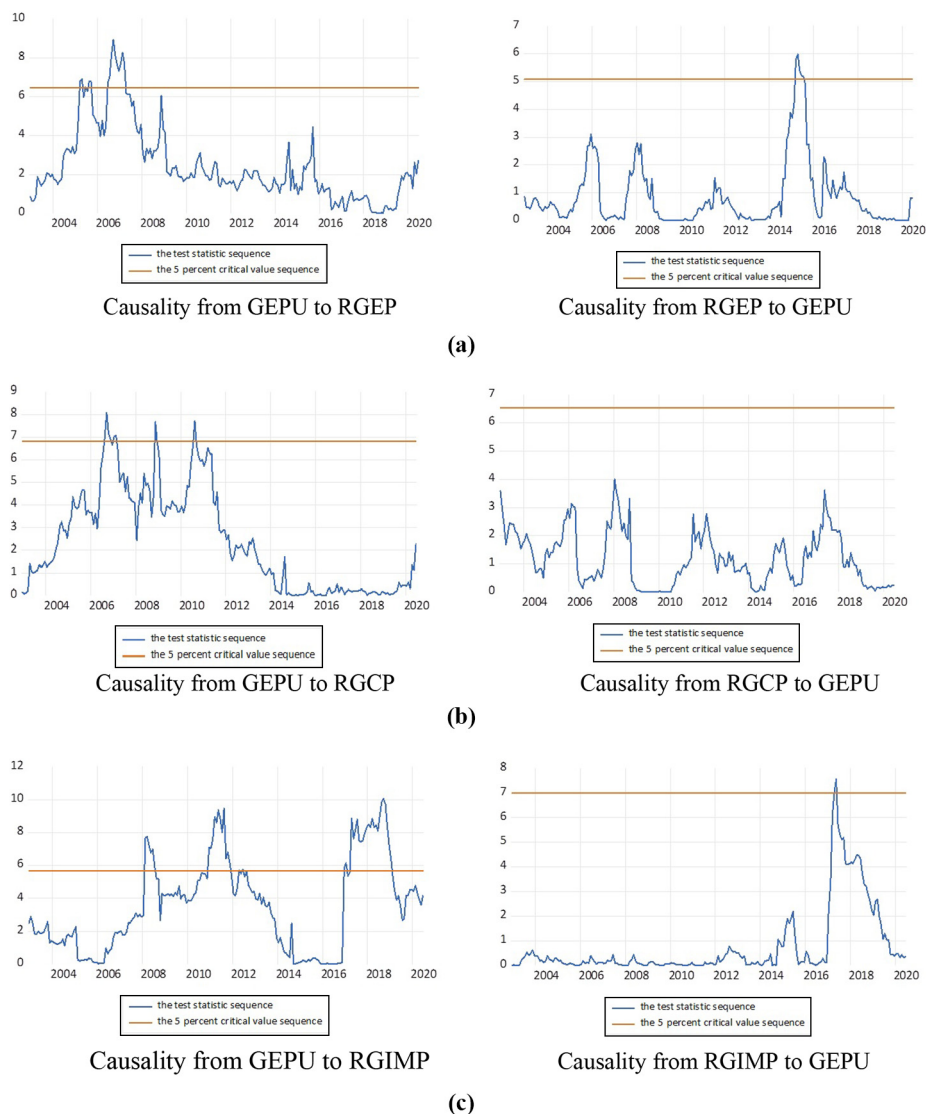 10
8
6
4
2
0
2004 2006 2008 2010 2012 2014 2016 2018 2020
the test statistic sequence
the 5 percent critical value sequence
Causality from GEPU to RGEP
7
6
5
4
3
2
1
0
2004 2006 2008 2010 2012 2014 2016 2018 2020
the test statistic sequence
the 5 percent critical value sequence
Causality from RGEP to GEPU
(a)
9
8
7
6
5
4
3
2
1
0
2004 2006 2008 2010 2012 2014 2016 2018 2020
the test statistic sequence
the 5 percent critical value sequence
Causality from GEPU to RGCP
7
6
5
4
3
2
1
0
2004 2006 2008 2010 2012 2014 2016 2018 2020
the test statistic sequence
the 5 percent critical value sequence
Causality from RGCP to GEPU
(b)
12
10
8
6
4
2
0
2004 2006 2008 2010 2012 2014 2016 2018 2020
the test statistic sequence
the 5 percent critical value sequence
Causality from GEPU to RGIMP
8
7
6
5
4
3
2
1
0
2004 2006 2008 2010 2012 2014 2016 2018 2020
the test statistic sequence
the 5 percent critical value sequence
Causality from RGIMP to GEPU
(c)